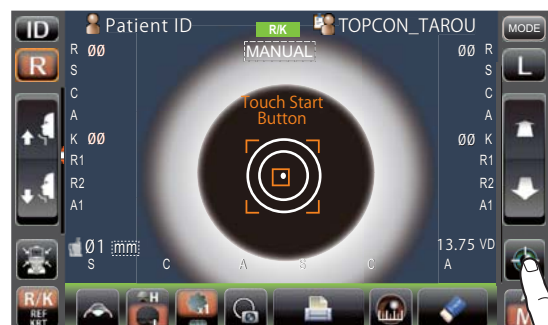 ID
Patient ID
R/K
TOPCON_TAROU
MODE
R
R 00
MANUAL
00 R
L
S
S
C
C
A
Touch Start
A
Button
K 00
00 K
R1
R1
R2
R2
A1
A1
01 mm
13.75 VD
S
C
A
S
C
A
R/K
H
REF
KRT
M